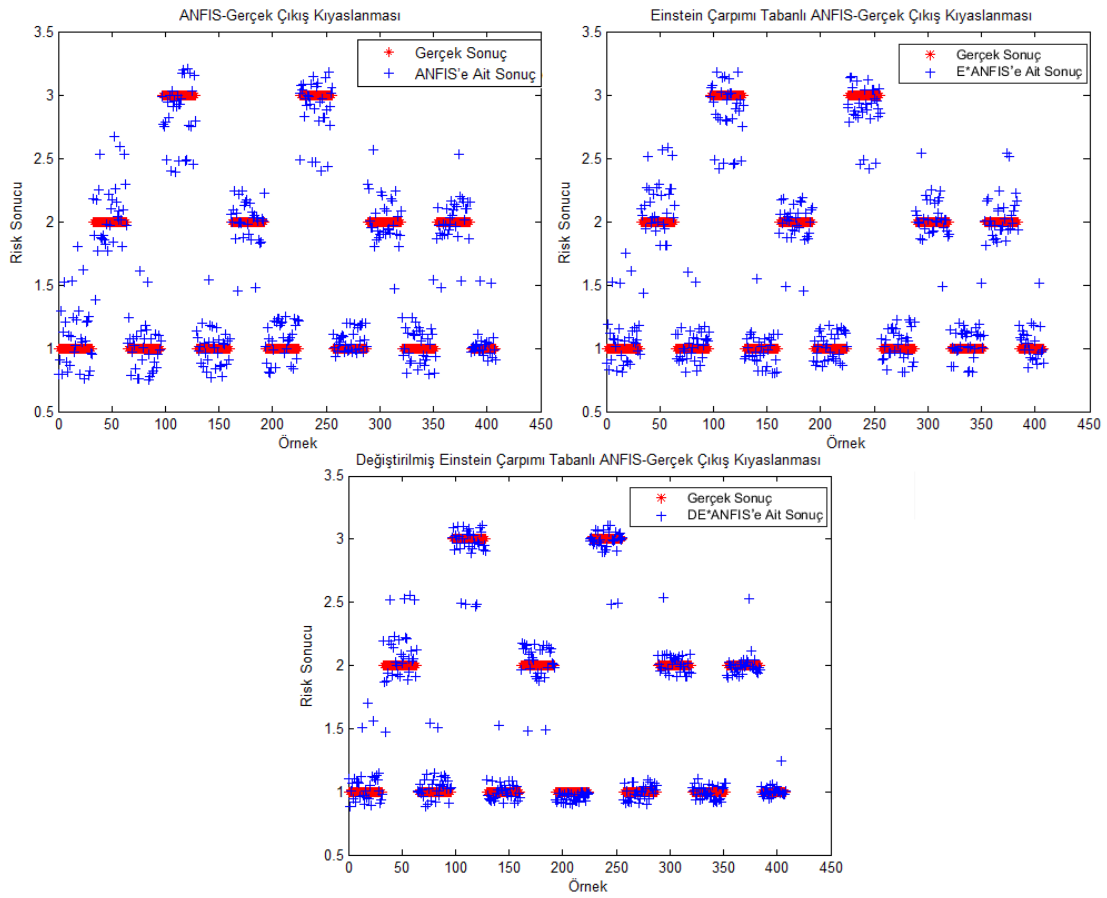 ANFIS-Gerçek Çıkış Kıyaslanması
3.5
3
2.5
2
1.5
1
0.5
Risk Sonucu
Gerçek Sonuç
ANFIS'e Ait Sonuç
0 50 100 150 200 250 300 350 400 450
Örnek
Einstein Çarpımı Tabanlı ANFIS-Gerçek Çıkış Kıyaslanması
3.5
3
2.5
2
1.5
1
0.5
Risk Sonucu
Gerçek Sonuç
E*ANFIS'e Ait Sonuç
0 50 100 150 200 250 300 350 400 450
Örnek
Değiştirilmiş Einstein Çarpımı Tabanlı ANFIS-Gerçek Çıkış Kıyaslanması
3.5
3
2.5
2
1.5
1
0.5
Risk Sonucu
Gerçek Sonuç
DE*ANFIS'e Ait Sonuç
0 50 100 150 200 250 300 350 400 450
Örnek